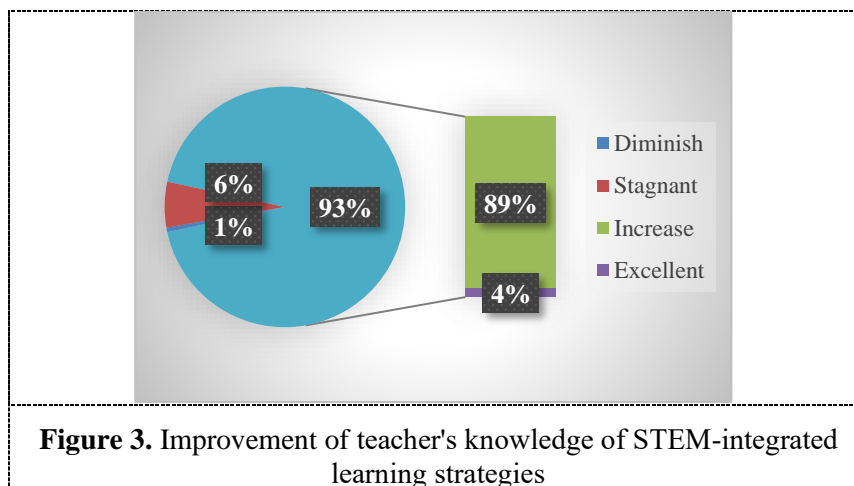 6%
1%
93%
89%
4%
Diminish
Stagnant
Increase
Excellent
Figure 3. Improvement of teacher's knowledge of STEM-integrated
learning strategies